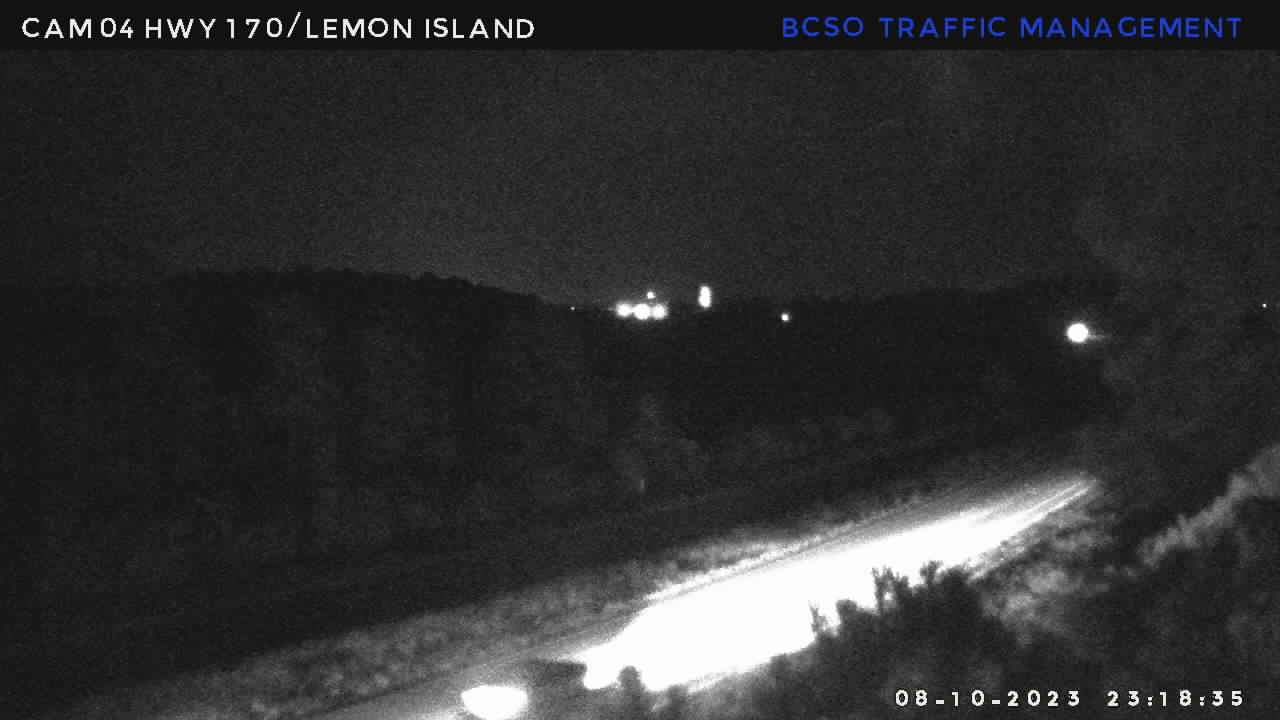 CAM04 HWY 170/LEMON ISLAND
BCSO TRAFFIC MANAGEMENT
08-10-2023 23:18:35